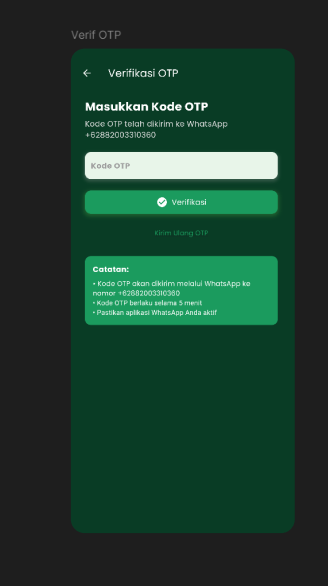 Verif OTP
Verifikasi OTP
Masukkan Kode OTP
Kode OTP telah dikirim ke WhatsApp
+62882003310360
Kode OTP
Verifikasi
Kirim Ulang OTP
Catatan:
• Kode OTP akan dikirim melalui WhatsApp ke
nomor +62882003310360
• Kode OTP berlaku selama 5 menit
• Pastikan aplikasi WhatsApp Anda aktif